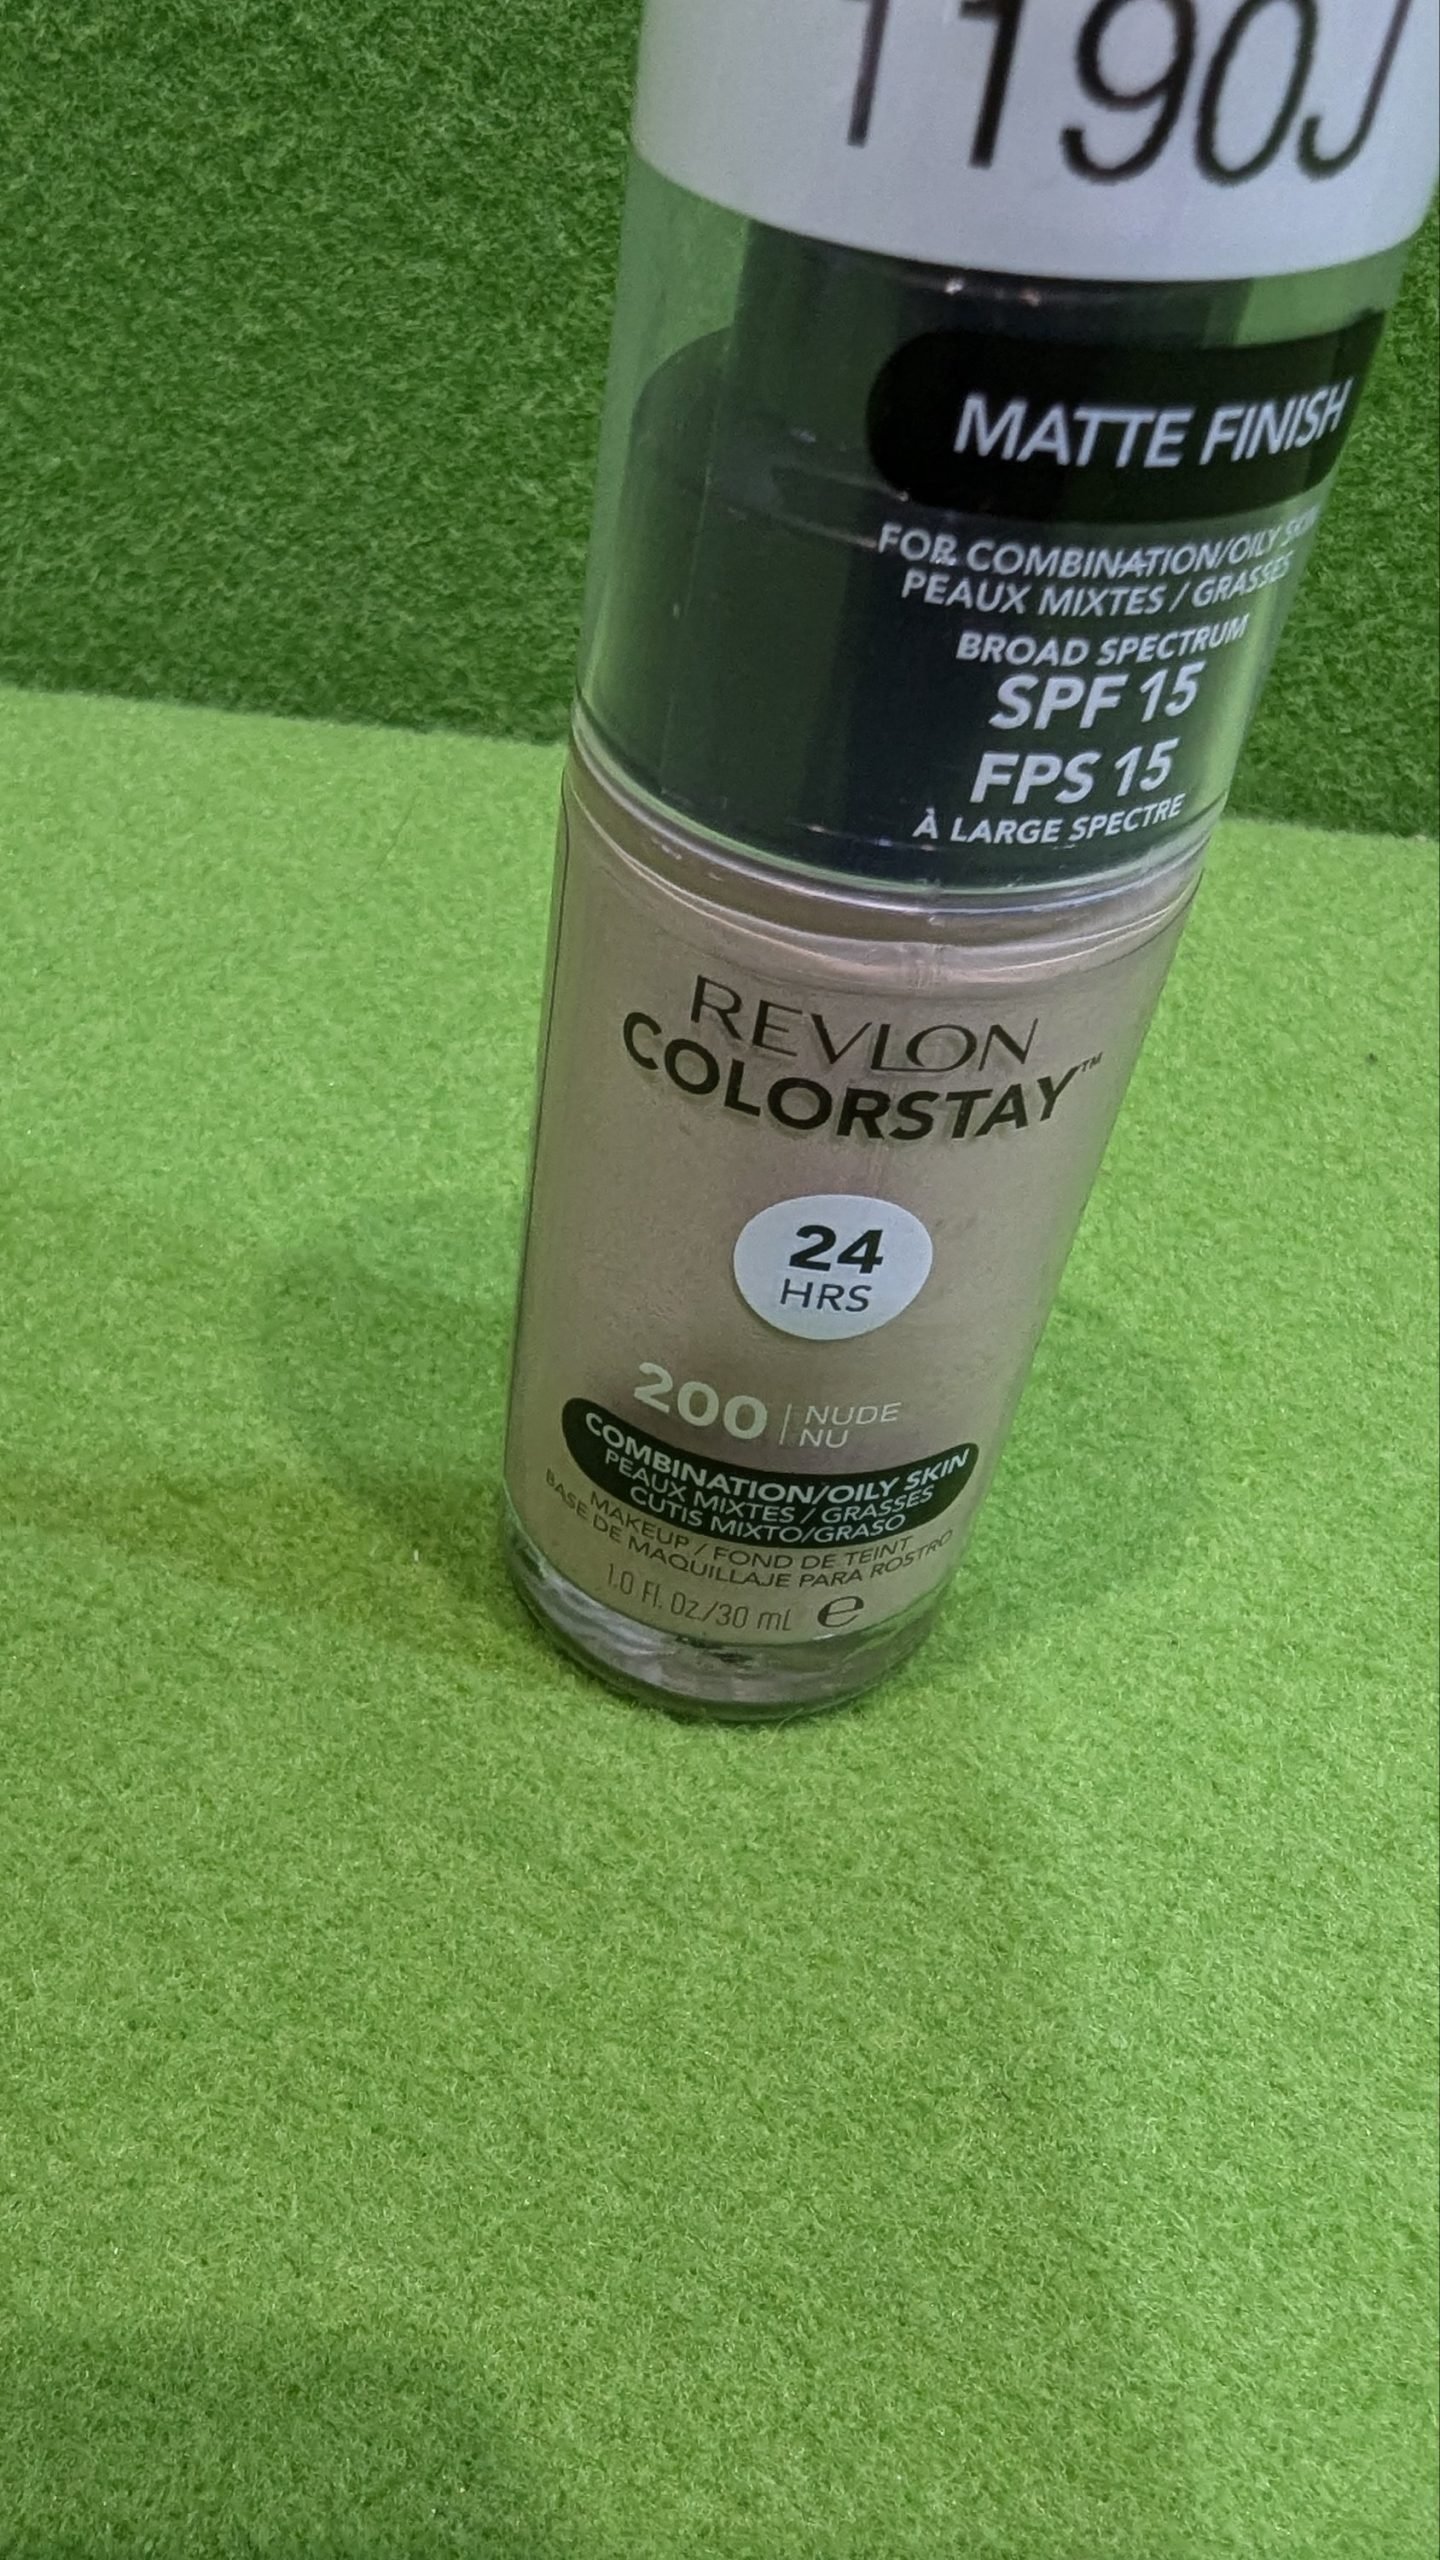 1190J
MATTE FINISH
FOR COMBINATION/OILY SKIN
PEAUX MIXTES / GRASSES
BROAD SPECTRUM
SPF 15
FPS 15
À LARGE SPECTRE
REVLON
COLORSTAY™
24
HRS
200 | NUDE
NU
COMBINATION/OILY SKIN
PEAUX MIXTES / GRASSES
CUTIS MIXTO/GRASO
MAKEUP / FOND DE TEINT
BASE DE MAQUILLAJE PARA ROSTRO
1.0 Fl. Oz./30 mL e